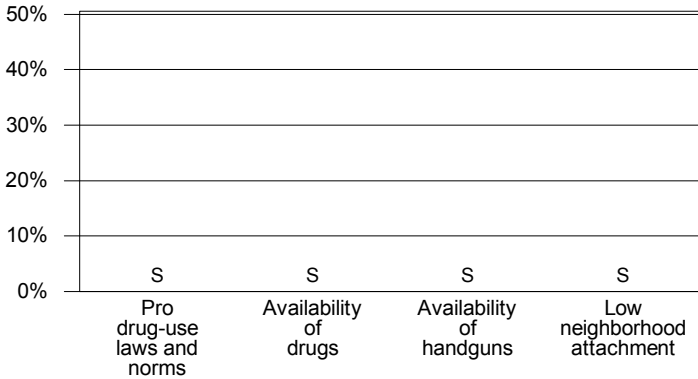 50%
40%
30%
20%
10%
0%
S S S S
Pro
drug-use
laws and
norms
Availability
of
drugs
Availability
of
handguns
Low
neighborhood
attachment